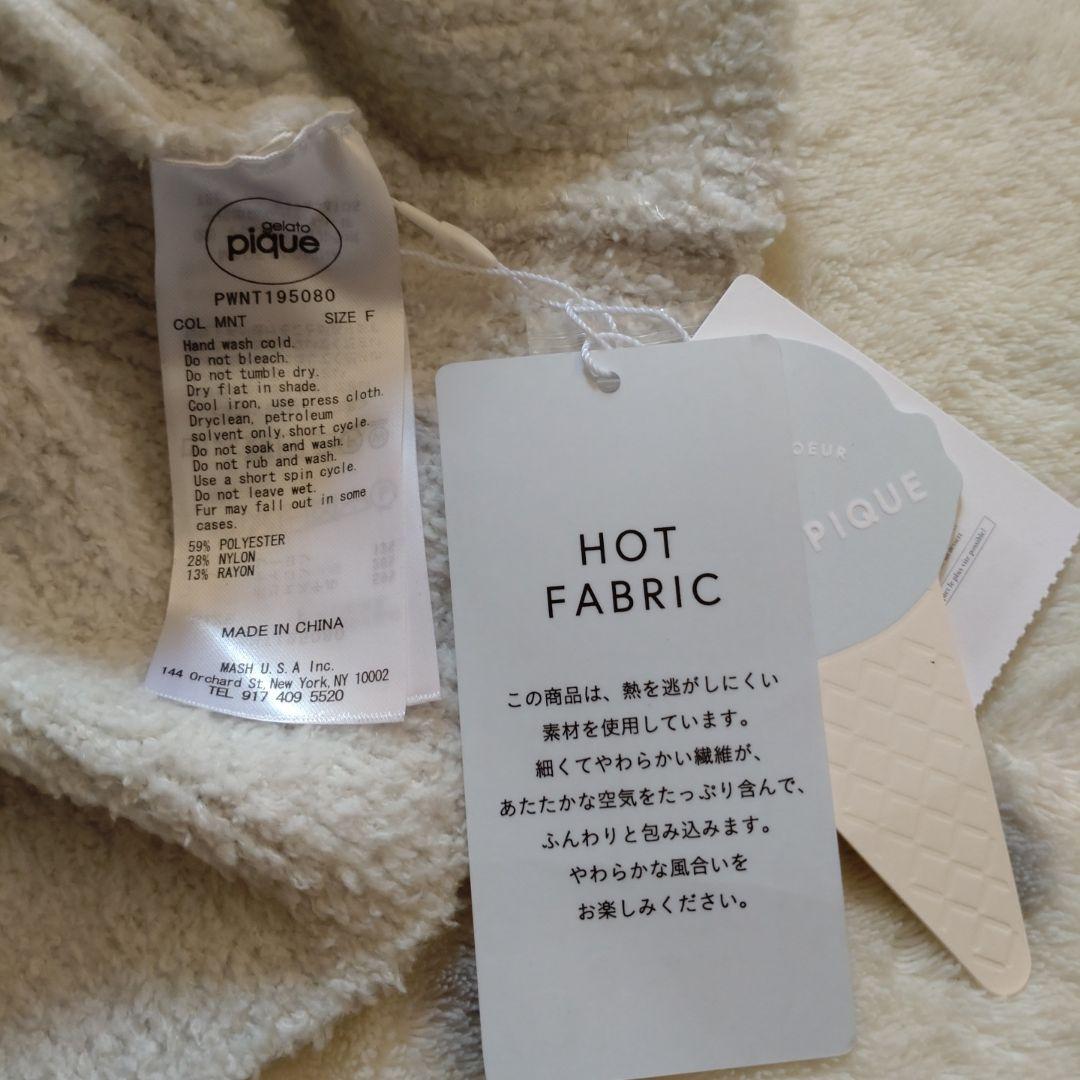 gelato
pique
PWNT195080
COL MNT SIZE F
Hand wash cold.
Do not bleach.
Do not tumble dry.
Dry flat in shade.
Cool iron, use press cloth.
Dryclean, petroleum
solvent only, short cycle.
Do not soak and wash.
Do not rub and wash.
Use a short spin cycle.
Do not leave wet.
Fur may fall out in some
cases.
59% POLYESTER
28% NYLON
13% RAYON
MADE IN CHINA
MASH U.S.A Inc.
144 Orchard St, New York, NY 10002
TEL 917 409 5520
HOT
FABRIC
この商品は、熱を逃がしにくい
素材を使用しています。
細くてやわらかい繊維が、
あたたかな空気をたっぷり含んで、
ふんわりと包み込みます。
やわらかな風合いを
お楽しみください。
OEUR
PIQUE
le plus vite possible!